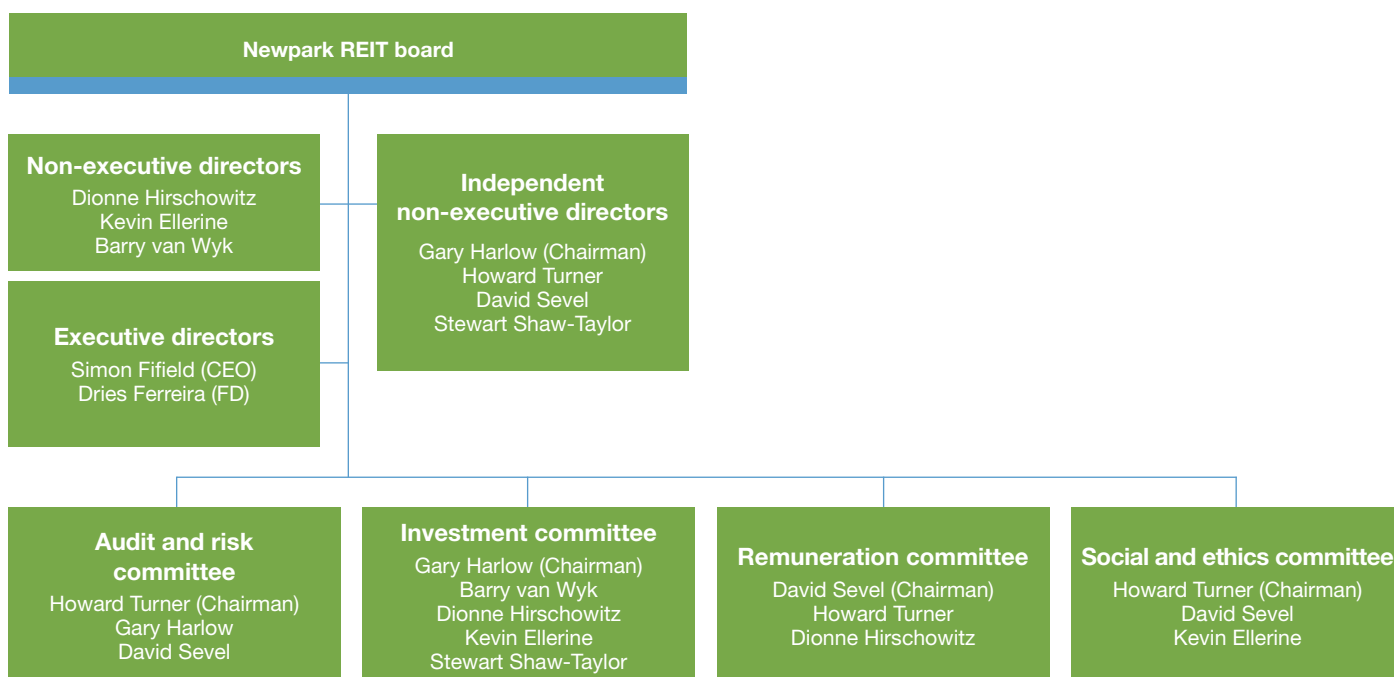 Newpark REIT board
Non-executive directors
Dionne Hirschowitz
Kevin Ellerine
Barry van Wyk
Independent
non-executive directors
Gary Harlow (Chairman)
Howard Turner
David Sevel
Stewart Shaw-Taylor
Executive directors
Simon Fifield (CEO)
Dries Ferreira (FD)
Audit and risk
committee
Howard Turner (Chairman)
Gary Harlow
David Sevel
Investment committee
Gary Harlow (Chairman)
Barry van Wyk
Dionne Hirschowitz
Kevin Ellerine
Stewart Shaw-Taylor
Remuneration committee
David Sevel (Chairman)
Howard Turner
Dionne Hirschowitz
Social and ethics committee
Howard Turner (Chairman)
David Sevel
Kevin Ellerine